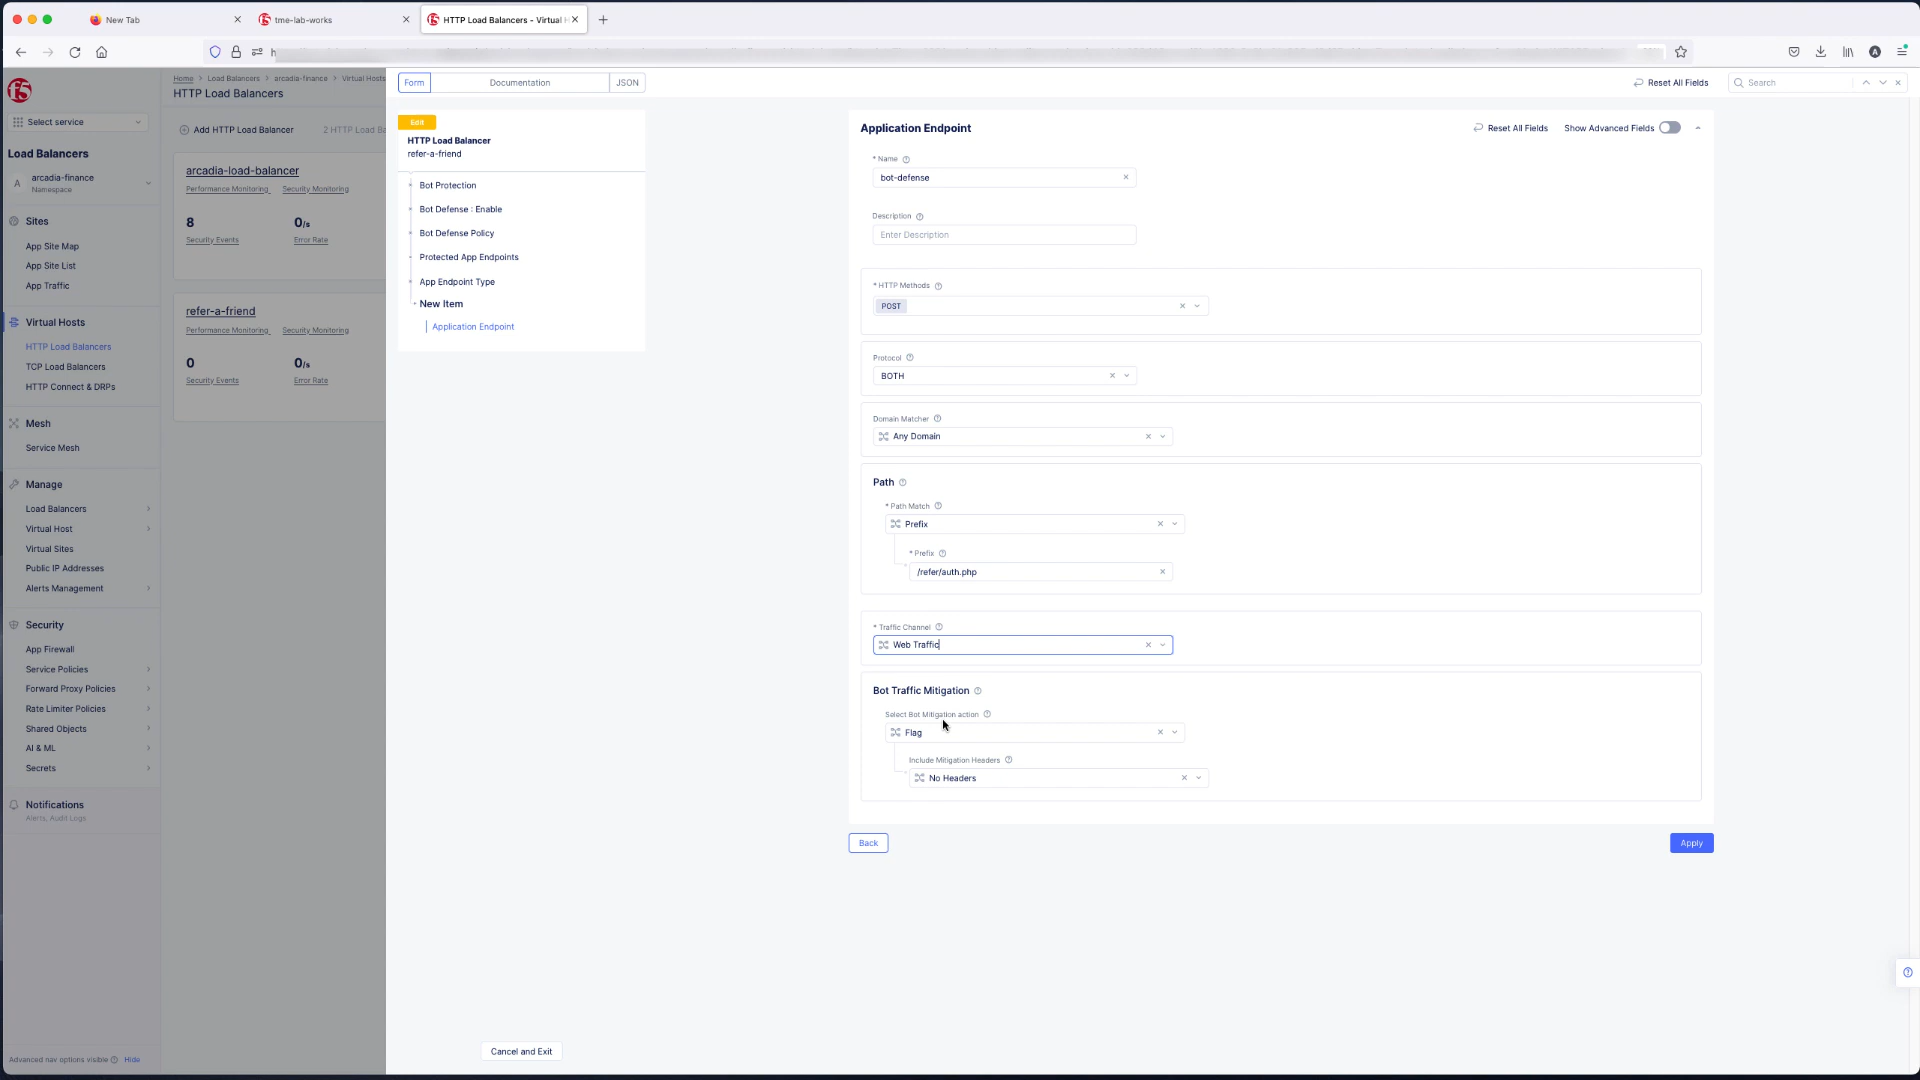 New Tab
tme-lab-works
HTTP Load Balancers - Virtual H
Select service
Load Balancers
A
arcadia-finance
Namespace
Sites
App Site Map
App Site List
App Traffic
Virtual Hosts
HTTP Load Balancers
TCP Load Balancers
HTTP Connect & DRPs
Mesh
Service Mesh
Manage
Load Balancers
Virtual Host
Virtual Sites
Public IP Addresses
Alerts Management
Security
App Firewall
Service Policies
Forward Proxy Policies
Rate Limiter Policies
Shared Objects
AI & ML
Secrets
Notifications
Alerts, Audit Logs
Advanced nav options visible Hide
Home > Load Balancers > arcadia-finance > Virtual Hosts
HTTP Load Balancers
Add HTTP Load Balancer 2 HTTP Load Ba
arcadia-load-balancer
Performance Monitoring Security Monitoring
8 0/s
Security Events Error Rate
refer-a-friend
Performance Monitoring Security Monitoring
0 0/s
Security Events Error Rate
Form Documentation JSON
Reset All Fields Search
Edit
HTTP Load Balancer
refer-a-friend
Bot Protection
Bot Defense : Enable
Bot Defense Policy
Protected App Endpoints
App Endpoint Type
New Item
Application Endpoint
Application Endpoint Reset All Fields Show Advanced Fields
* Name
bot-defense
Description
Enter Description
* HTTP Methods
POST
Protocol
BOTH
Domain Matcher
Any Domain
Path
* Path Match
Prefix
* Prefix
/refer/auth.php
* Traffic Channel
Web Traffic
Bot Traffic Mitigation
Select Bot Mitigation action
Flag
Include Mitigation Headers
No Headers
Back Apply
Cancel and Exit